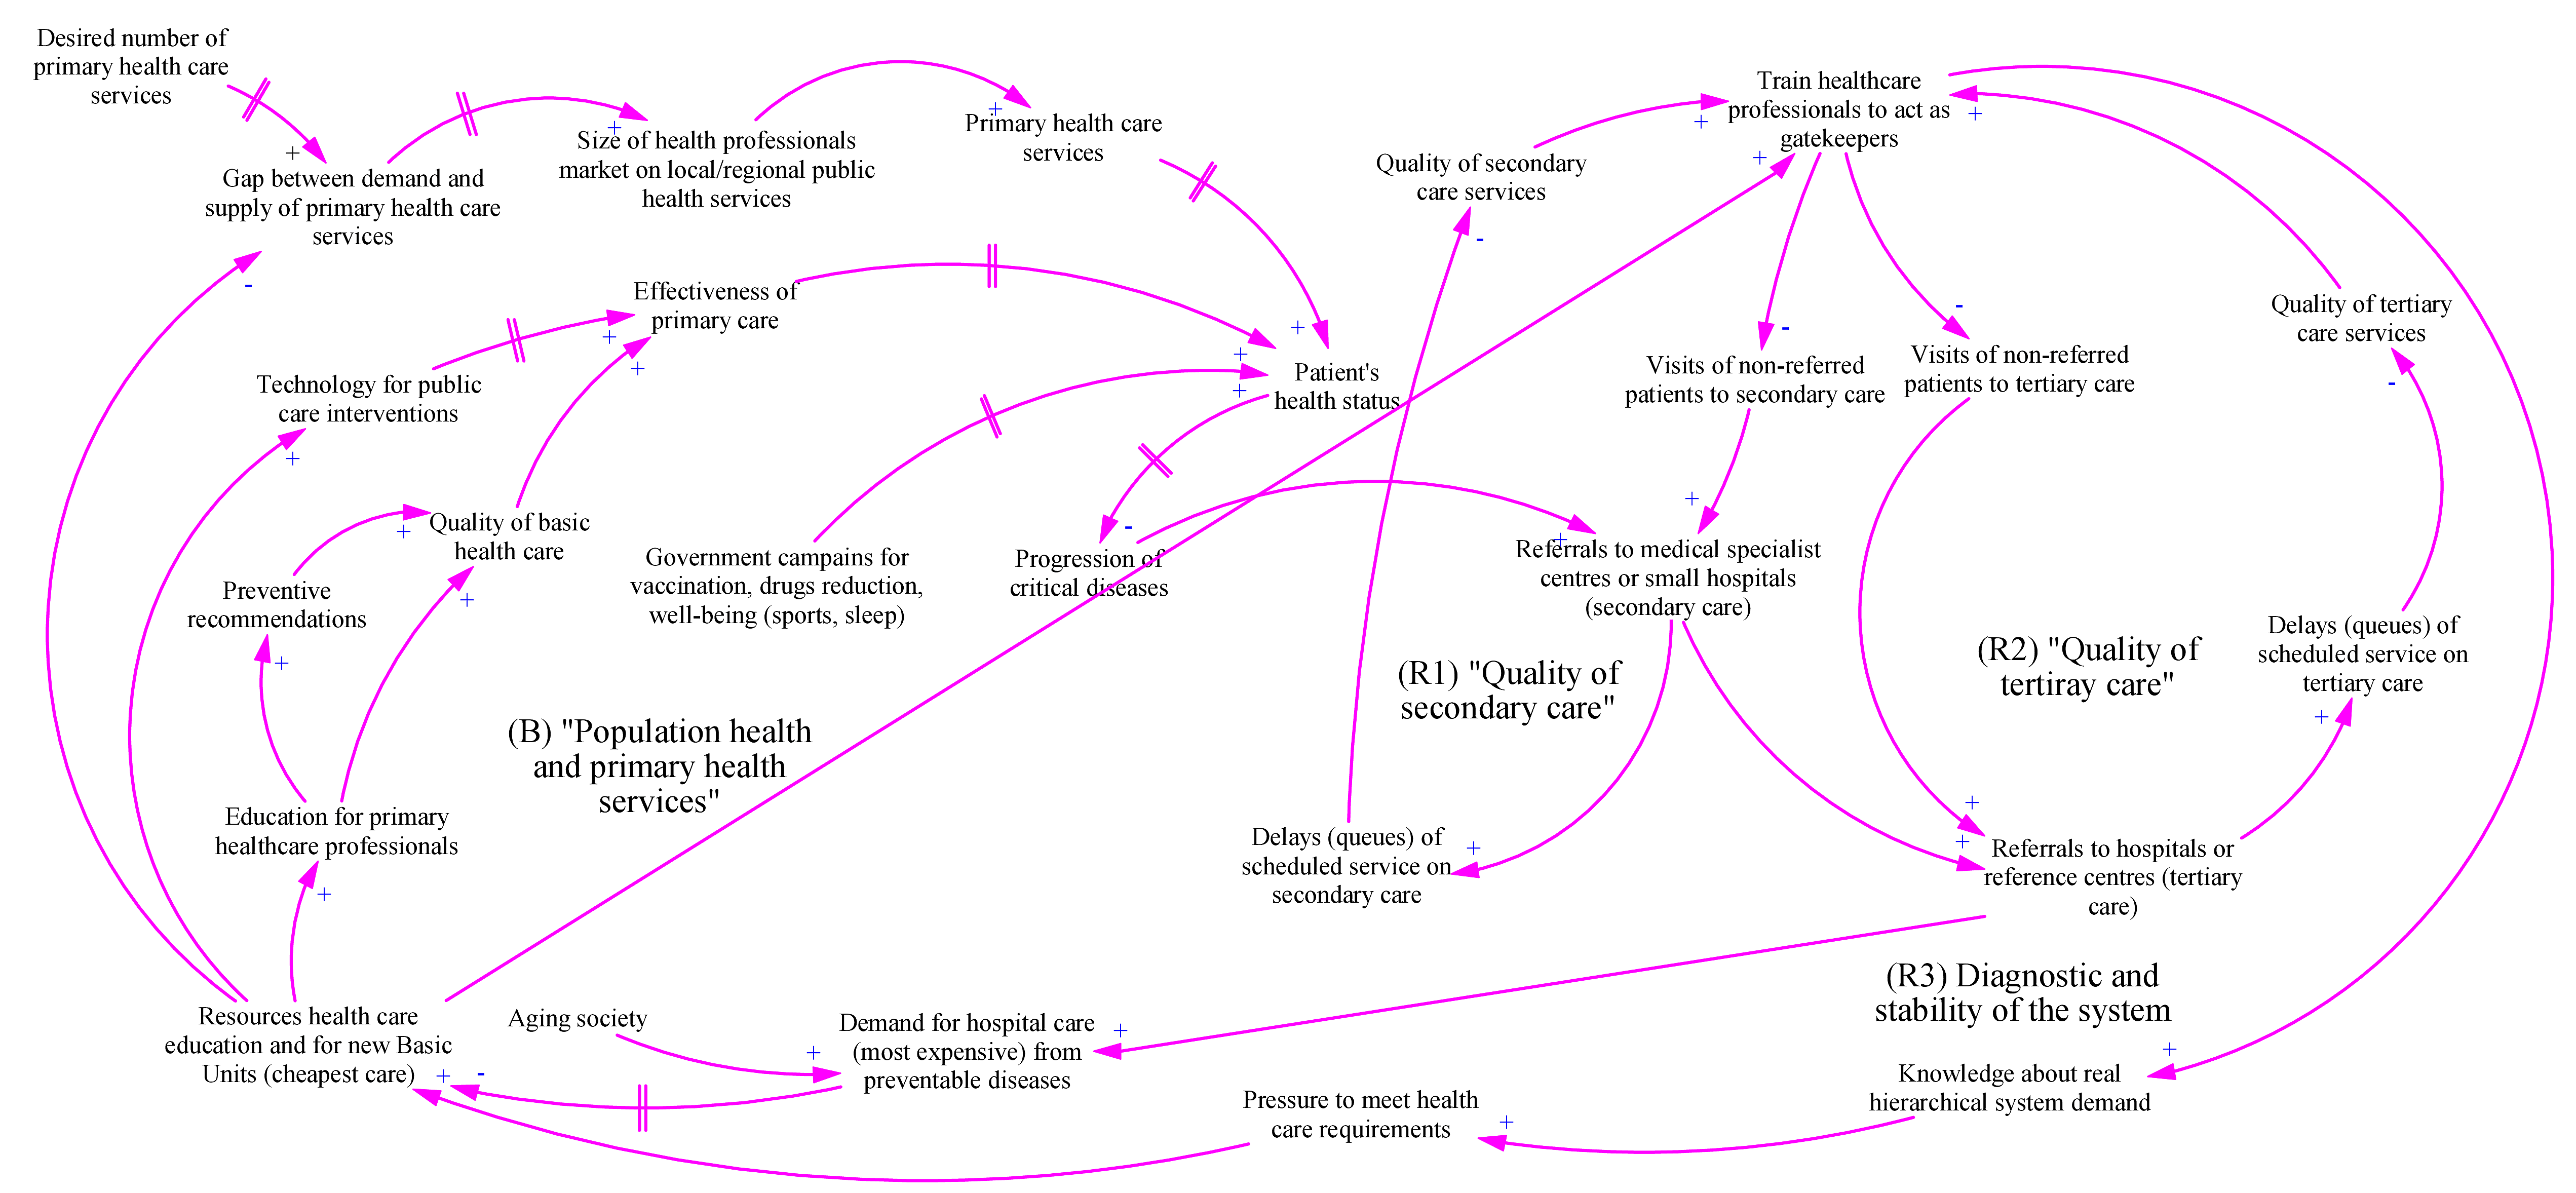 Desired number of
primary health care
services
+
Gap between demand and
supply of primary health care
services
-
+
Size of health professionals
market on local/regional public
health services
+
Primary health care
services
Quality of secondary
care services
-
+
Train healthcare
professionals to act as
gatekeepers
+
+
Effectiveness of
primary care
+
+
Technology for public
care interventions
+
+
+
+
Patient's
health status
-
Visits of non-referred
patients to secondary care
-
Visits of non-referred
patients to tertiary care
Quality of tertiary
care services
-
+
Quality of basic
health care
+
Preventive
recommendations
+
Government campains for
vaccination, drugs reduction,
well-being (sports, sleep)
-
Progression of
critical diseases
+
+
Referrals to medical specialist
centres or small hospitals
(secondary care)
(R1) "Quality of
secondary care"
(R2) "Quality of
tertiray care"
Delays (queues) of
scheduled service on
tertiary care
+
(B) "Population health
and primary health
services"
Education for primary
healthcare professionals
+
Delays (queues) of
scheduled service on
secondary care
+
+
+
Referrals to hospitals or
reference centres (tertiary
care)
(R3) Diagnostic and
stability of the system
Resources health care
education and for new Basic
Units (cheapest care)
+
-
Aging society
+
Demand for hospital care
(most expensive) from
preventable diseases
+
Pressure to meet health
care requirements
+
Knowledge about real
hierarchical system demand
+